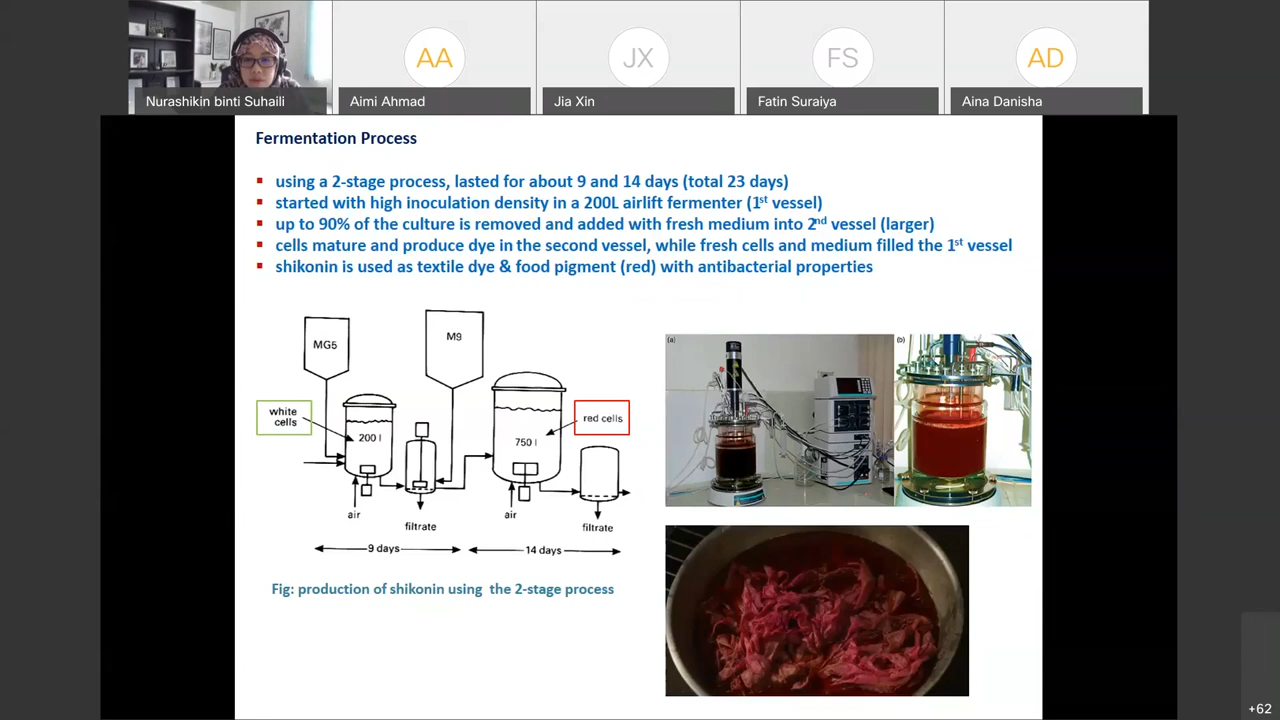 AA
JX
FS
AD
Nurashikin binti Suhaili
Aimi Ahmad
Jia Xin
Fatin Suraiya
Aina Danisha
Fermentation Process
▪ using a 2-stage process, lasted for about 9 and 14 days (total 23 days)
▪ started with high inoculation density in a 200L airlift fermenter (1st vessel)
▪ up to 90% of the culture is removed and added with fresh medium into 2nd vessel (larger)
▪ cells mature and produce dye in the second vessel, while fresh cells and medium filled the 1st vessel
▪ shikonin is used as textile dye & food pigment (red) with antibacterial properties
MG5
M9
white
cells
200 l
750 l
red cells
air
filtrate
air
filtrate
9 days
14 days
Fig: production of shikonin using the 2-stage process
(a)
(b)
+62